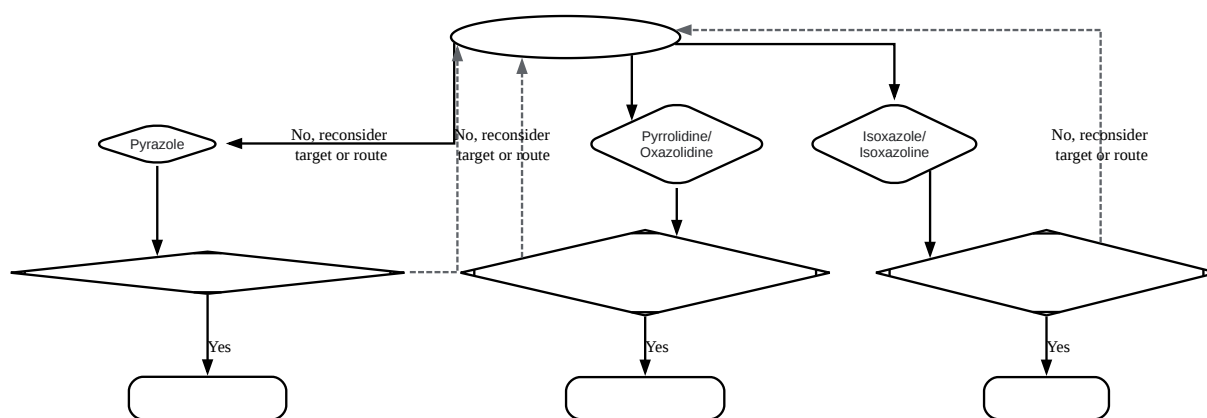 No, reconsider
target or route
No, reconsider
target or route
No, reconsider
target or route
Pyrazole
Pyrrolidine/
Oxazolidine
Isoxazole/
Isoxazoline
Yes
Yes
Yes